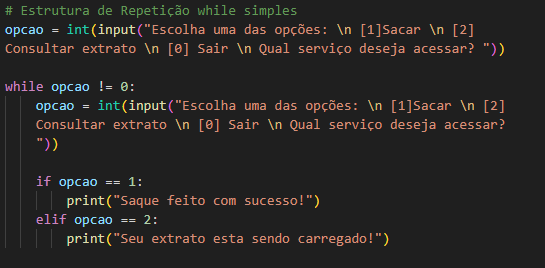 # Estrutura de Repetição while simples
opcao = int(input("Escolha uma das opções: \n [1]Sacar \n [2]
Consultar extrato \n [0] Sair \n Qual serviço deseja acessar? "))
while opcao != 0:
opcao = int(input("Escolha uma das opções: \n [1]Sacar \n [2]
Consultar extrato \n [0] Sair \n Qual serviço deseja acessar?
"))
if opcao == 1:
print("Saque feito com sucesso!")
elif opcao == 2:
print("Seu extrato esta sendo carregado!")